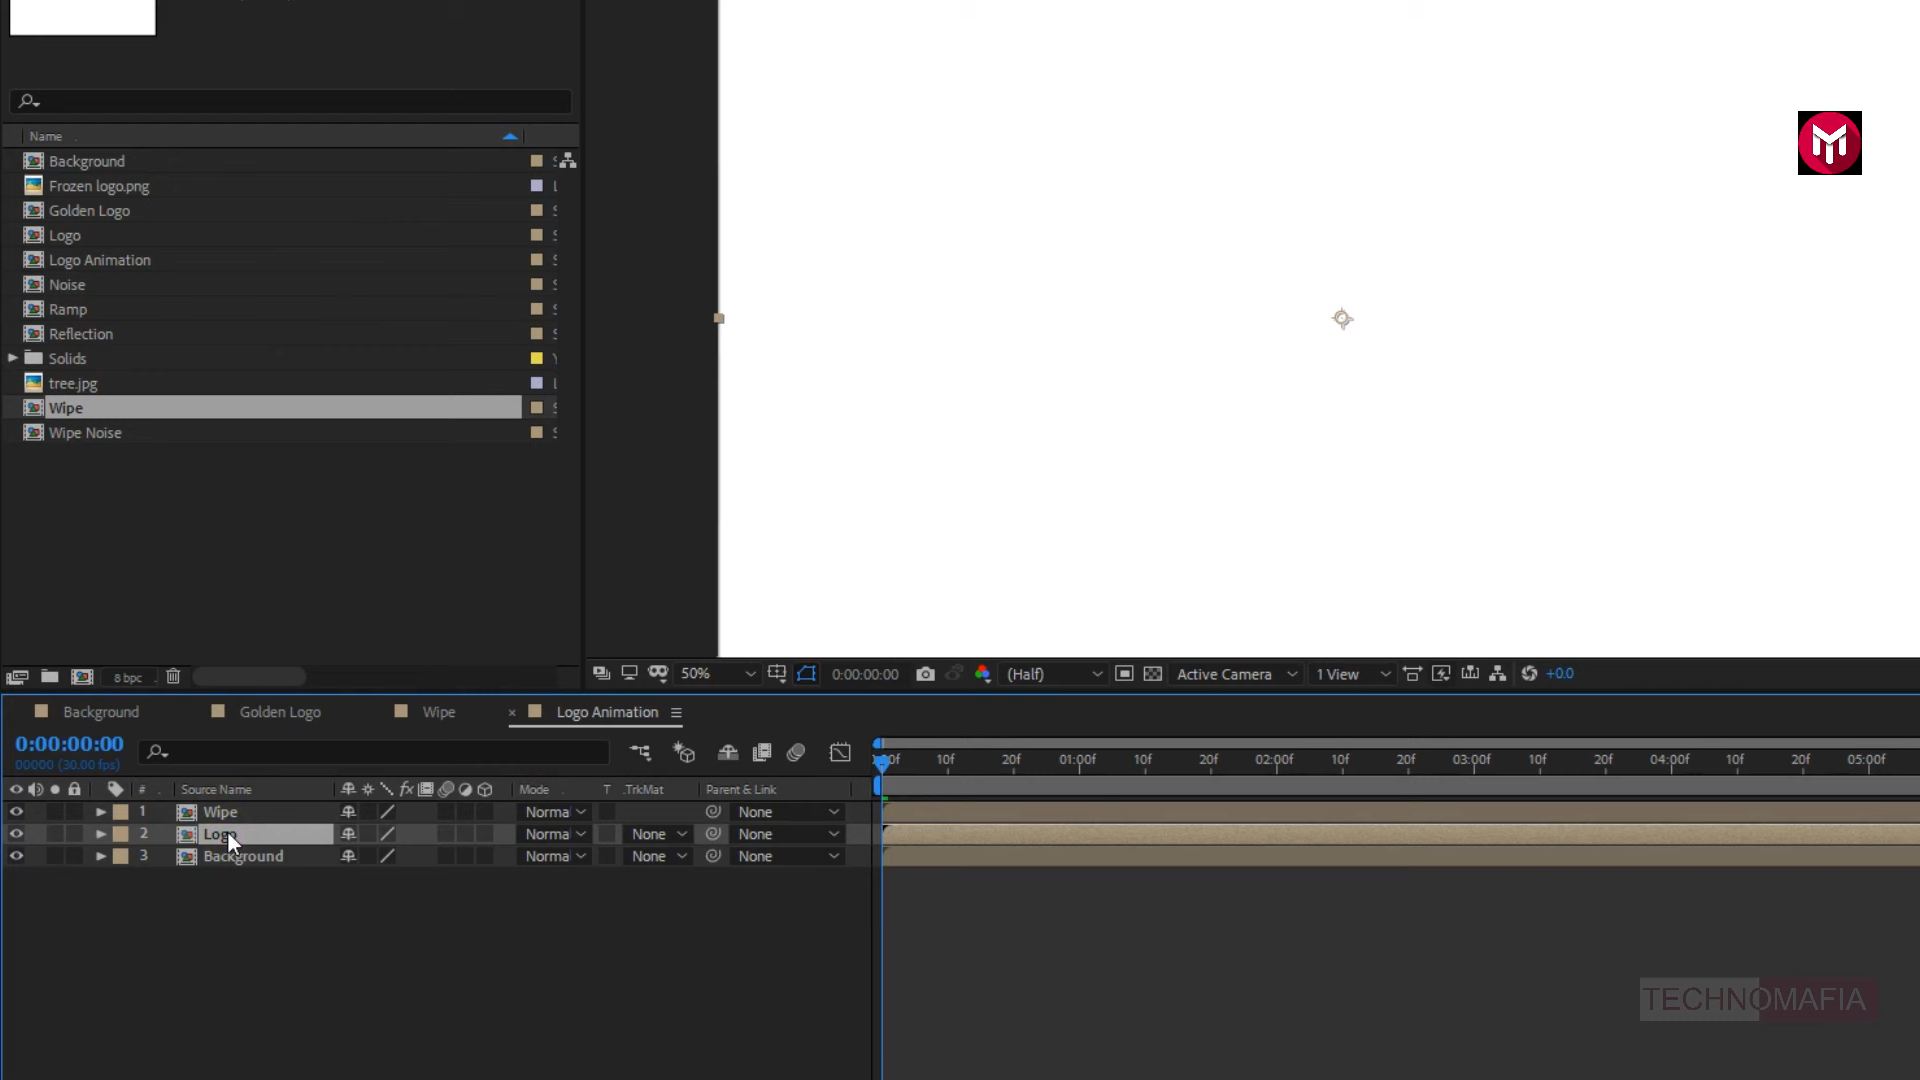 Name
Background
Frozen logo.png
Golden Logo
Logo
Logo Animation
Noise
Ramp
Reflection
Solids
tree.jpg
Wipe
Wipe Noise
8 bpc
50%
0:00:00:00
(Half)
Active Camera
1 View
+0.0
Background
Golden Logo
Wipe
× Logo Animation
0:00:00:00
00000 (30.00 fps)
10f 20f 01:00f 10f 20f 02:00f 10f 20f 03:00f 10f 20f 04:00f 10f 20f 05:00f
# Source Name fx Mode T .TrkMat Parent & Link
1 Wipe Norma None
2 Logo Norma None None
3 Background Norma None None
TECHNOMAFIA